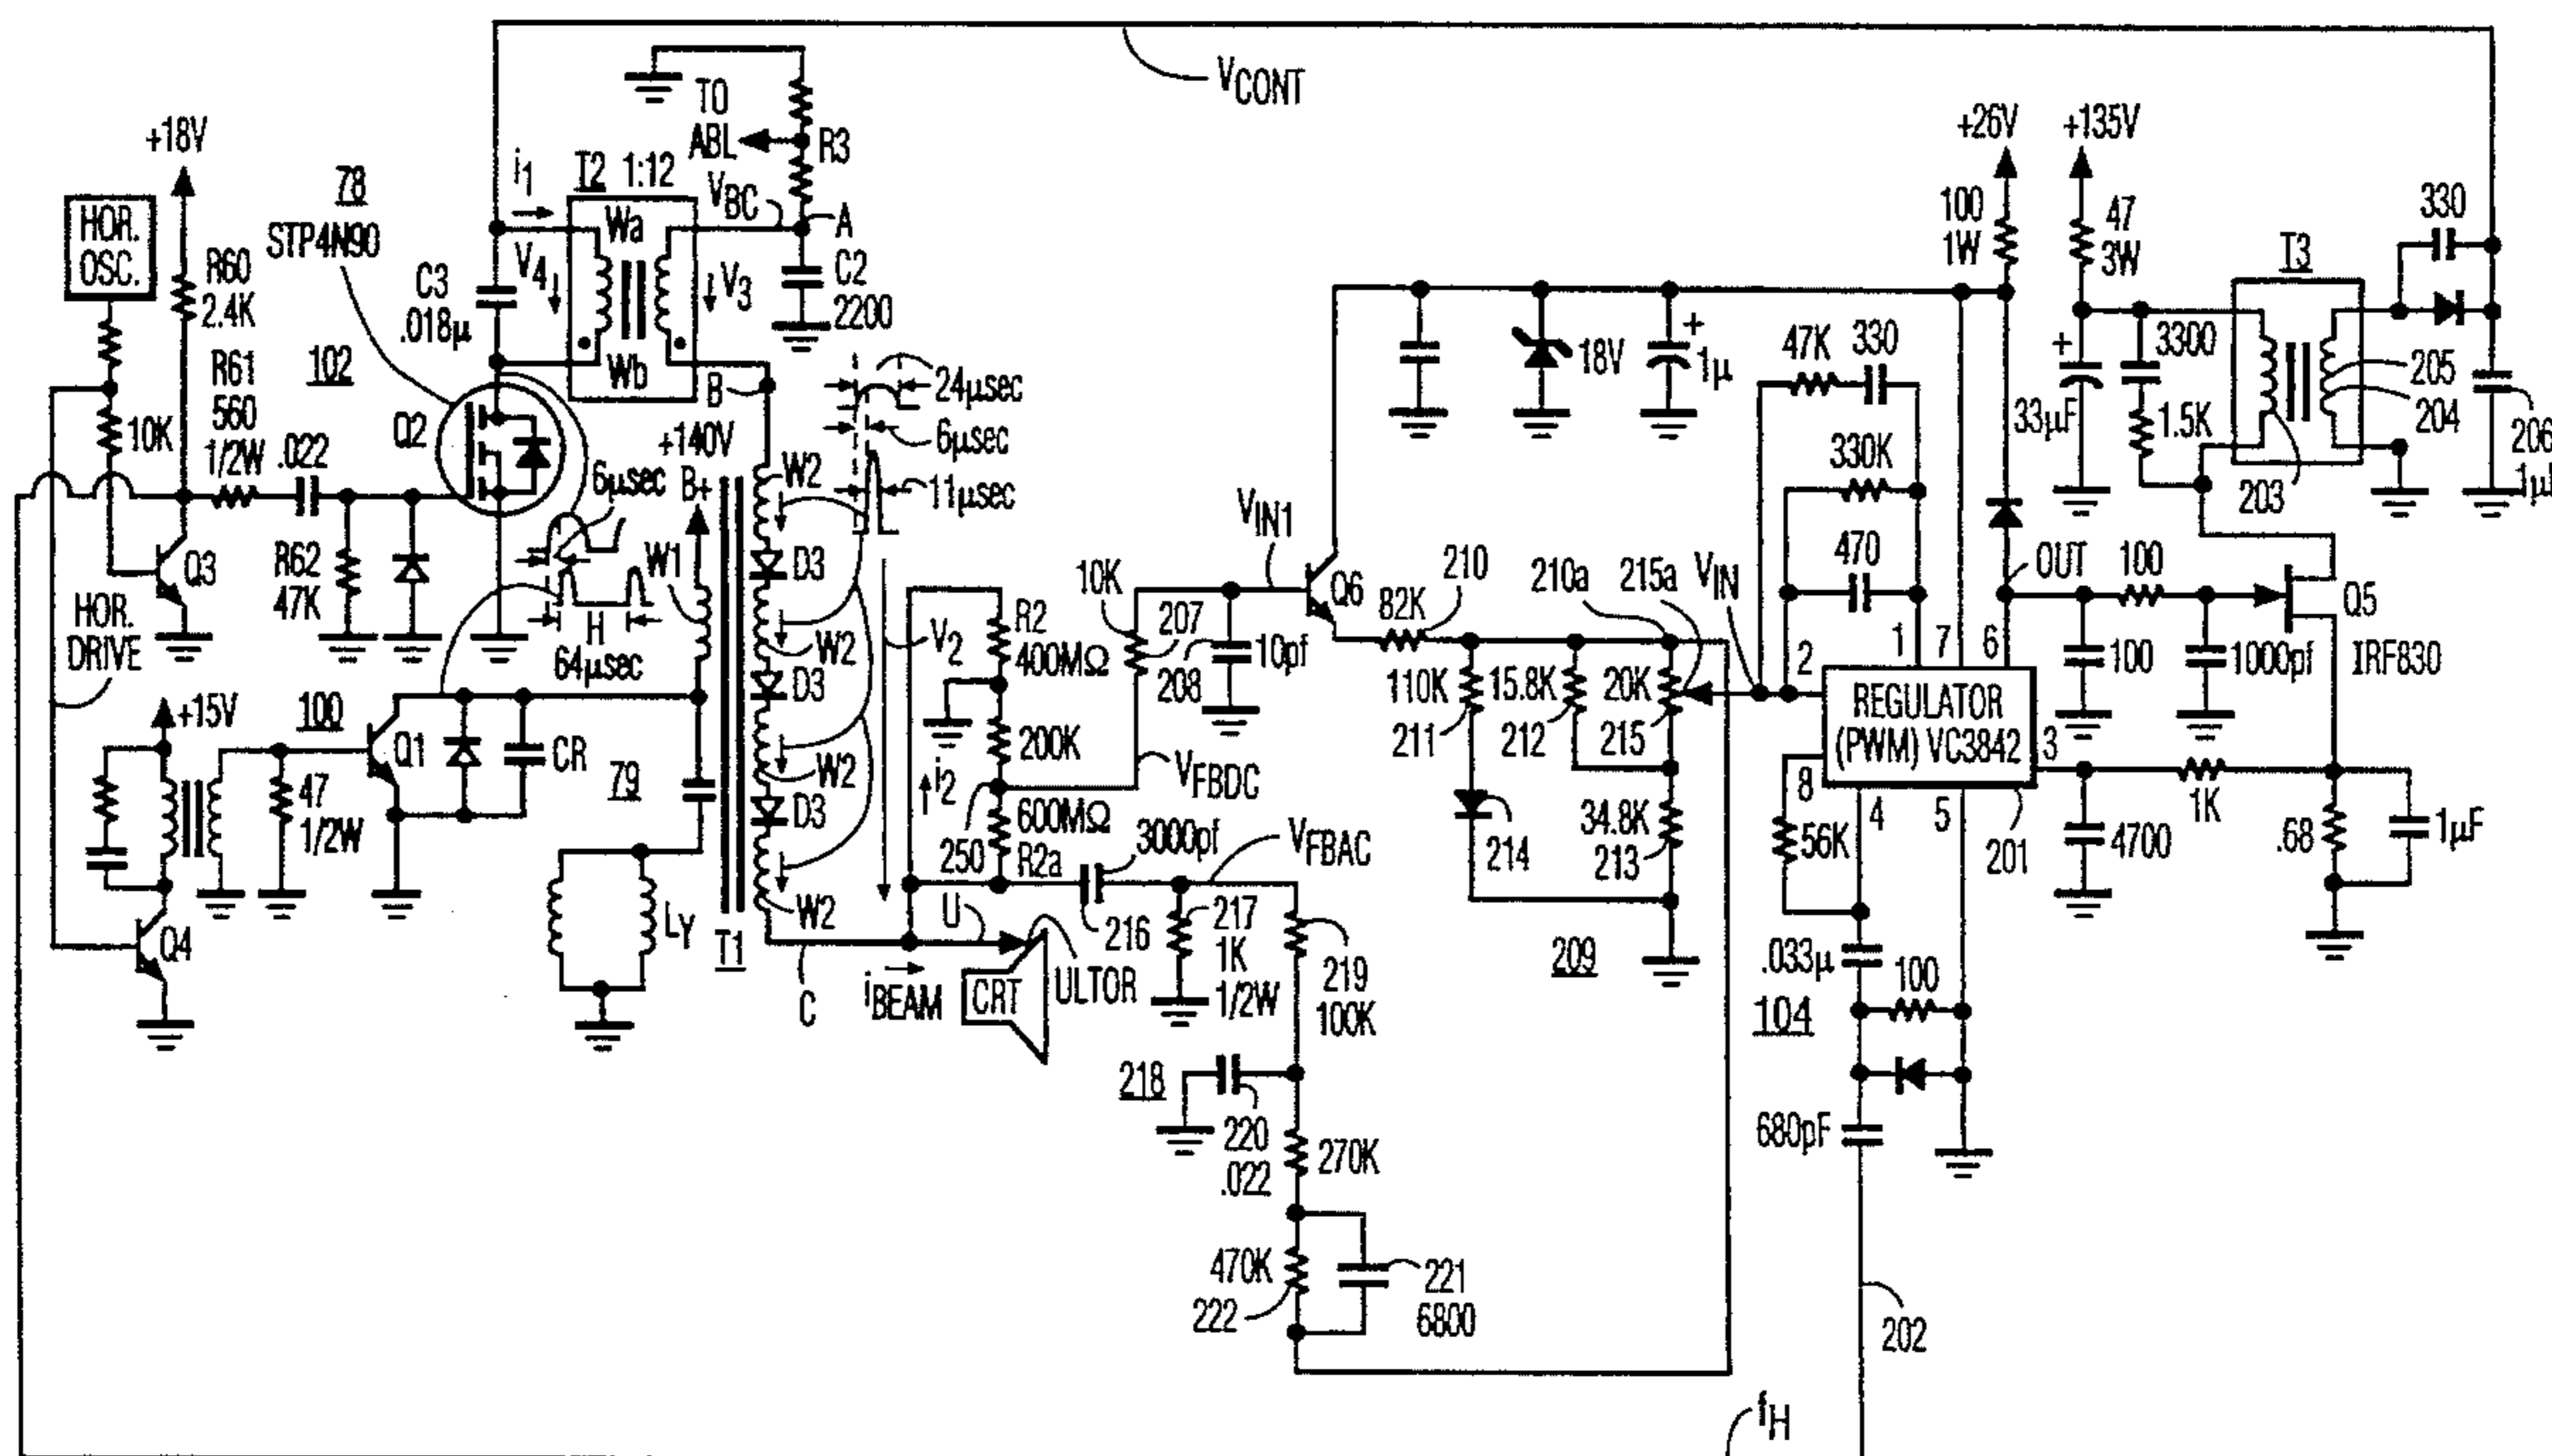 VCONT
+18V
HOR.
OSC.
R60
2.4K
78
STP4N90
i1
T2 1:12
TO
ABL
R3
VBC
A
Wa
Wb
V4
V3
C3
.018μ
C2
2200
102
R61
560
1/2W
.022
10K
Q2
Q3
R62
47K
B
+140V
B+
24μsec
6μsec
11μsec
6μsec
H
64μsec
W1
W2
D3
W2
D3
W2
D3
W2
V2
HOR.
DRIVE
+15V
100
Q1
CR
79
47
1/2W
Q4
LY
T1
C
i2
R2
400MΩ
200K
600MΩ
R2a
250
U
iBEAM
CRT
ULTOR
10K
207
208
10pf
VIN1
VFBDC
3000pf
216
VFBAC
217
1K
1/2W
219
100K
218
220
.022
270K
470K
222
221
6800
Q6
82K
210
210a
215a
VIN
110K
211
15.8K
212
20K
215
214
34.8K
213
209
18V
+
1μ
47K
330
330K
470
+26V
+135V
100
1W
47
3W
T3
330
3300
+
33μF
1.5K
203
205
204
206
1μF
OUT
100
Q5
IRF830
100
1000pf
2
1
7
6
REGULATOR
(PWM) VC3842
3
8
4
5
201
56K
4700
1K
.68
1μF
.033μ
100
104
680pF
202
fH